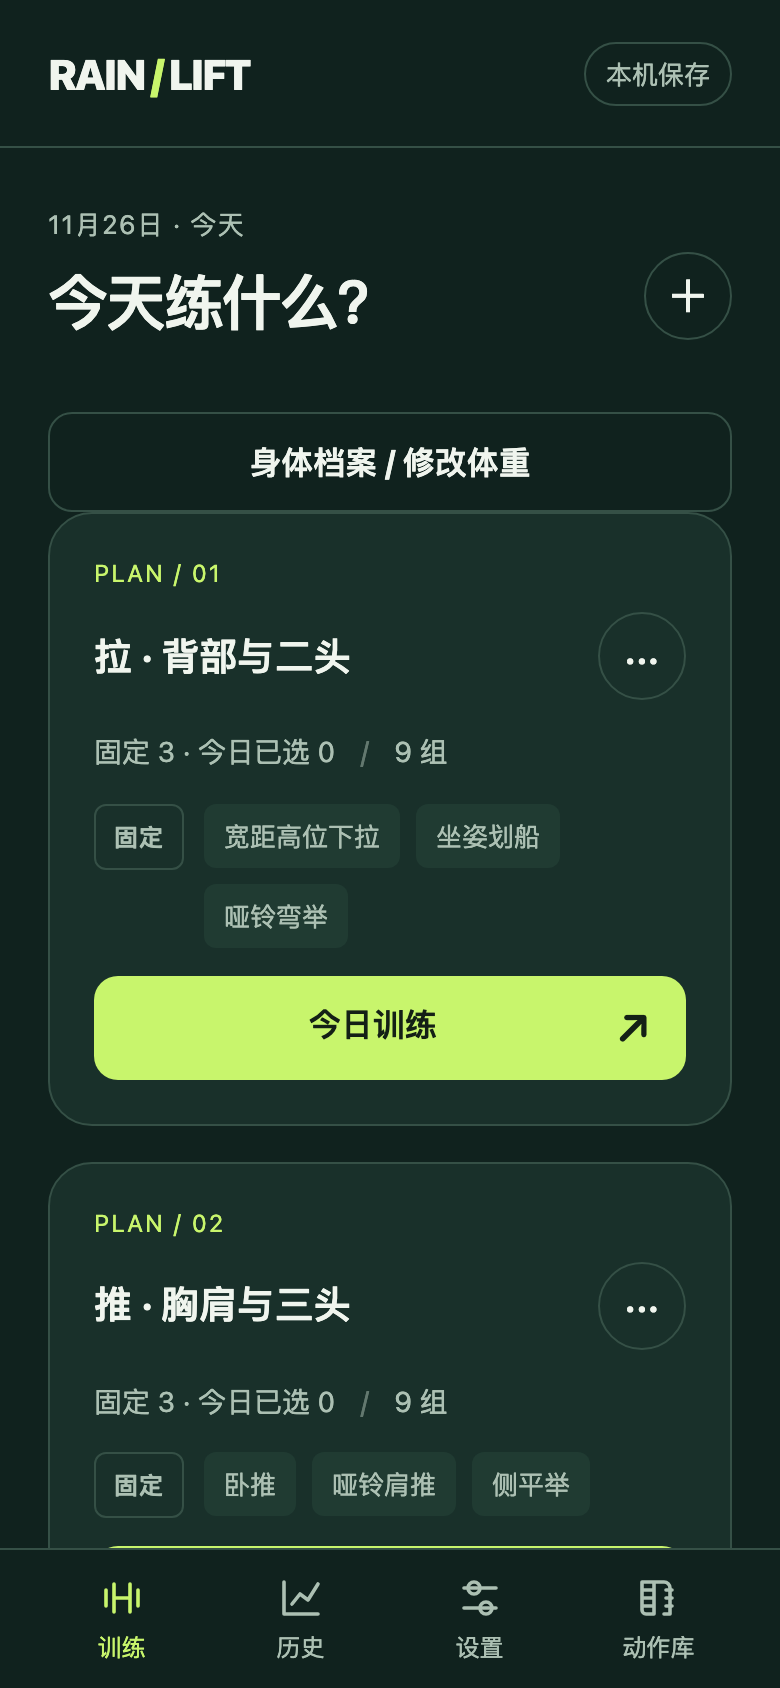 RAIN/LIFT
本机保存
11月26日 · 今天
今天练什么?
身体档案 / 修改体重
PLAN / 01
拉 · 背部与二头
固定 3 · 今日已选 0 / 9 组
固定 宽距高位下拉 坐姿划船
哑铃弯举
今日训练
PLAN / 02
推 · 胸肩与三头
固定 3 · 今日已选 0 / 9 组
固定 卧推 哑铃肩推 侧平举
训练 历史 设置 动作库